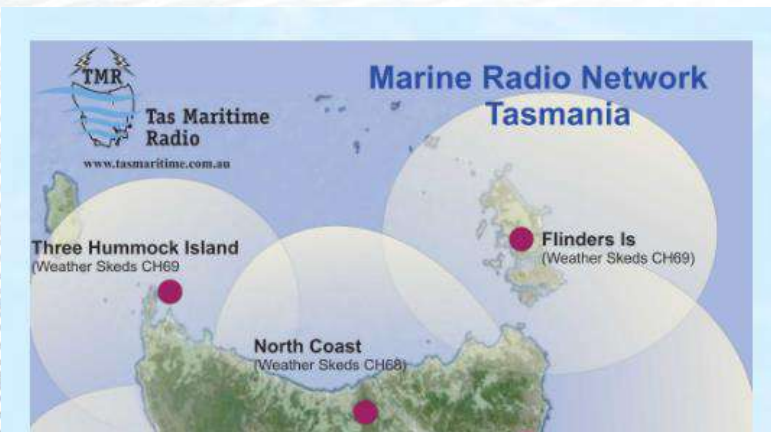 TMR
Tas Maritime
Radio
www.tasmaritime.com.au
Marine Radio Network
Tasmania
Three Hummock Island
(Weather Skeds CH69
Flinders Is
(Weather Skeds CH69)
North Coast
(Weather Skeds CH68)